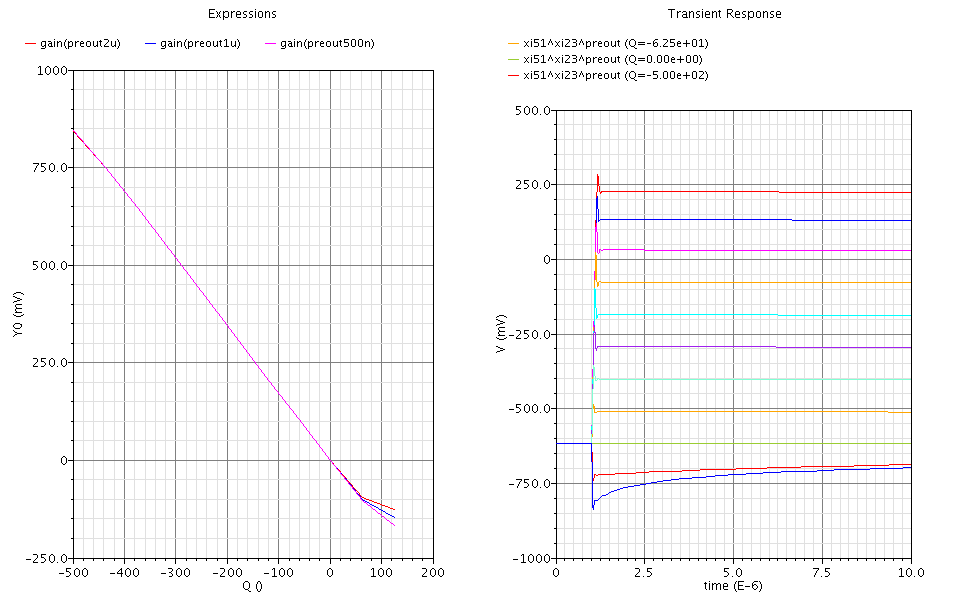 Expressions
gain(preout2u) gain(preout1u) gain(preout500n)
1000
750.0
500.0
250.0
0
-250.0
Y0 (mV)
-500 -400 -300 -200 -100 0 100 200
Q ()
Transient Response
xi51^xi23^preout (Q=-6.25e+01)
xi51^xi23^preout (Q=0.00e+00)
xi51^xi23^preout (Q=-5.00e+02)
500.0
250.0
0
-250.0
-500.0
-750.0
-1000
V (mV)
0 2.5 5.0 7.5 10.0
time (E-6)